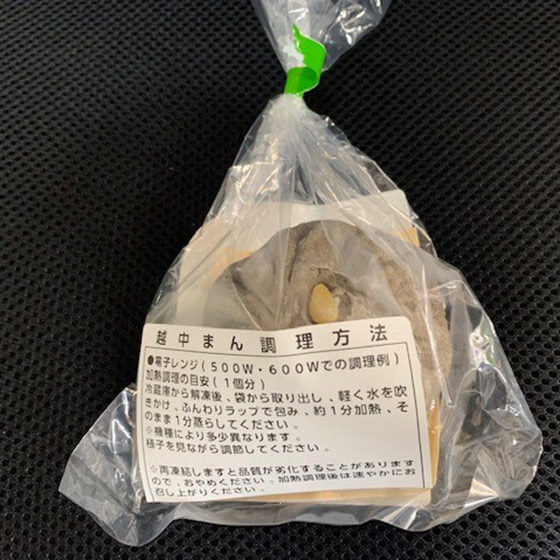 越中まん調理方法
●電子レンジ(500W・600Wでの調理例)
加熱調理の目安(1個分)
冷蔵庫から解凍後、袋から取り出し、軽く水を吹
きかけ、ふんわりラップで包み、約1分加熱、そ
のまま1分蒸らしてください。
※機種により多少異なります。
様子を見ながら調節してください。
※再凍結しますと品質が劣化することがあります
ので、おやめください。加熱調理後は速やかにお
召し上がりください。